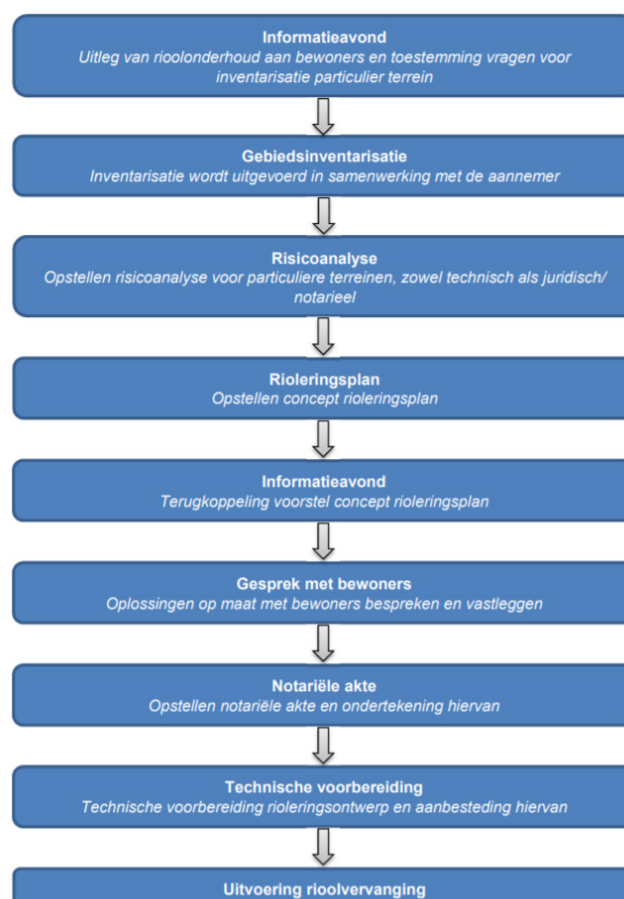 Informatieavond
Uitleg van rioolonderhoud aan bewoners en toestemming vragen voor
inventarisatie particulier terrein
Gebiedsinventarisatie
Inventarisatie wordt uitgevoerd in samenwerking met de aannemer
Risicoanalyse
Opstellen risicoanalyse voor particuliere terreinen, zowel technisch als juridisch/
notarieel
Rioleringsplan
Opstellen concept rioleringsplan
Informatieavond
Terugkoppeling voorstel concept rioleringsplan
Gesprek met bewoners
Oplossingen op maat met bewoners bespreken en vastleggen
Notariële akte
Opstellen notariële akte en ondertekening hiervan
Technische voorbereiding
Technische voorbereiding rioleringsontwerp en aanbesteding hiervan
Uitvoering rioolvervanging